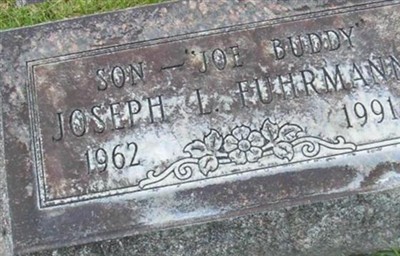 SON — "JOE BUDDY"
JOSEPH L. FUHRMANN
1962 1991